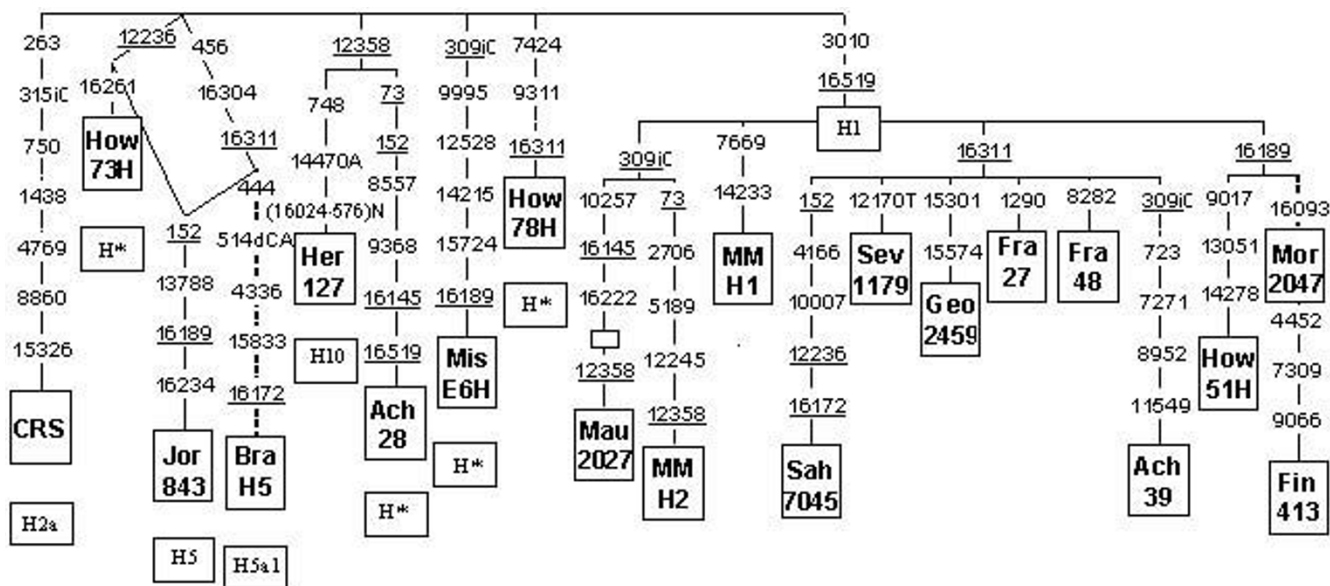 263
315iC
750
1438
4769
8860
15326
CRS
H2a
12236
16261
How
73H
H*
456
16304
16311
152
13788
16189
16234
Jor
843
H5
444
514dCA
4336
15833
16172
Bra
H5
H5a1
12358
748
14470A
(16024-576)N
Her
127
H10
73
152
8557
9368
16145
16519
Ach
28
H*
309iC
9995
12528
14215
15724
16189
Mis
E6H
H*
7424
9311
16311
How
78H
H*
3010
16519
H1
309iC
10257
16145
16222
12358
Mau
2027
73
2706
5189
12245
12358
MM
H2
7669
14233
MM
H1
16311
152
4166
10007
12236
16172
Sah
7045
12170T
Sev
1179
15301
15574
Geo
2459
1290
Fra
27
8282
Fra
48
309iC
723
7271
8952
11549
Ach
39
16189
9017
13051
14278
How
51H
16093
Mor
2047
4452
7309
9066
Fin
413